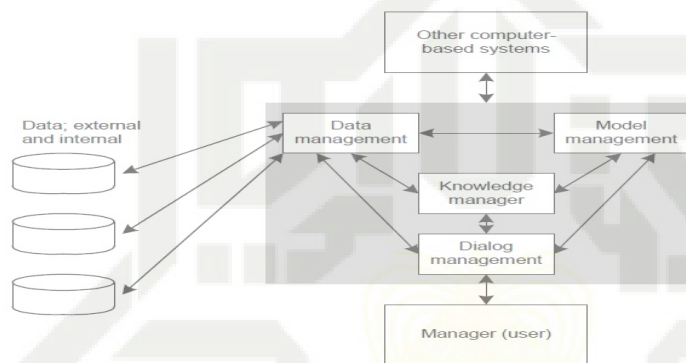 Other computer-
based systems
Data; external
and internal
Data
management
Model
management
Knowledge
manager
Dialog
management
Manager (user)